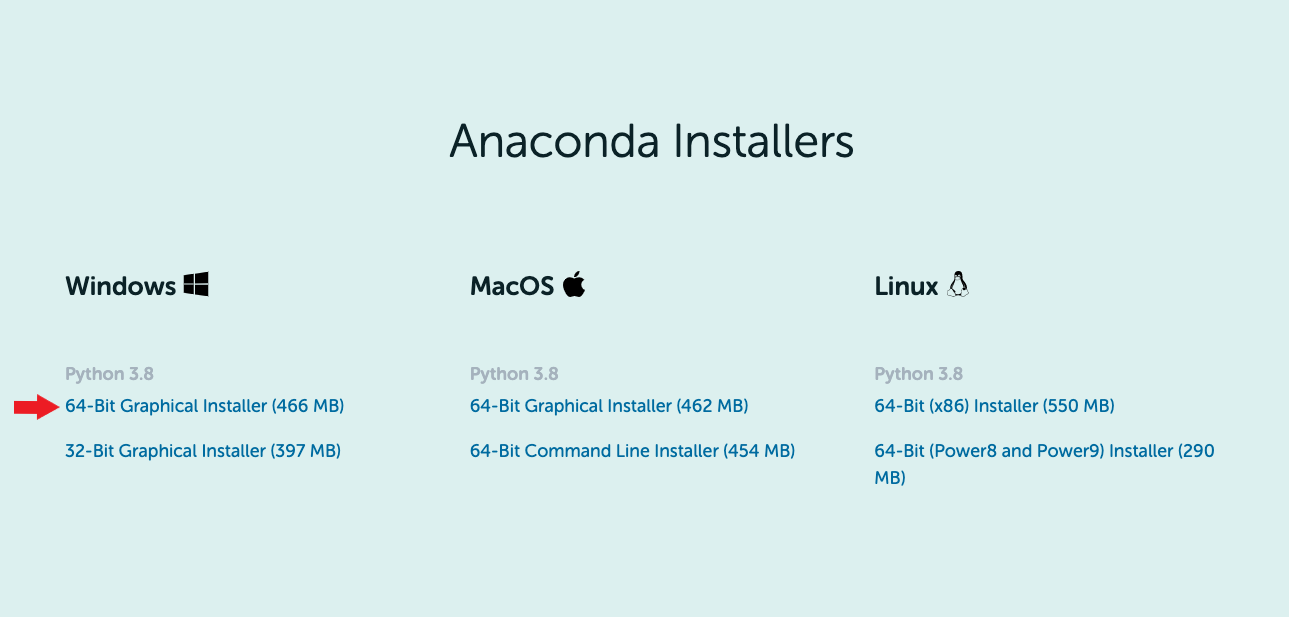 Anaconda Installers
Windows
Python 3.8
64-Bit Graphical Installer (466 MB)
32-Bit Graphical Installer (397 MB)
MacOS
Python 3.8
64-Bit Graphical Installer (462 MB)
64-Bit Command Line Installer (454 MB)
Linux
Python 3.8
64-Bit (x86) Installer (550 MB)
64-Bit (Power8 and Power9) Installer (290
MB)